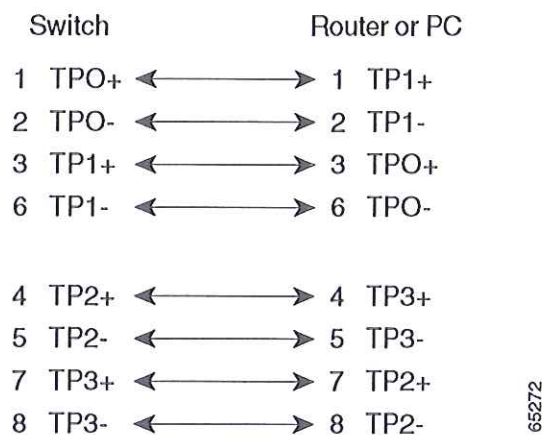 Switch Router or PC
1 TPO+ 1 TP1+
2 TPO- 2 TP1-
3 TP1+ 3 TPO+
6 TP1- 6 TPO-
4 TP2+ 4 TP3+
5 TP2- 5 TP3-
7 TP3+ 7 TP2+
8 TP3- 8 TP2-
65272